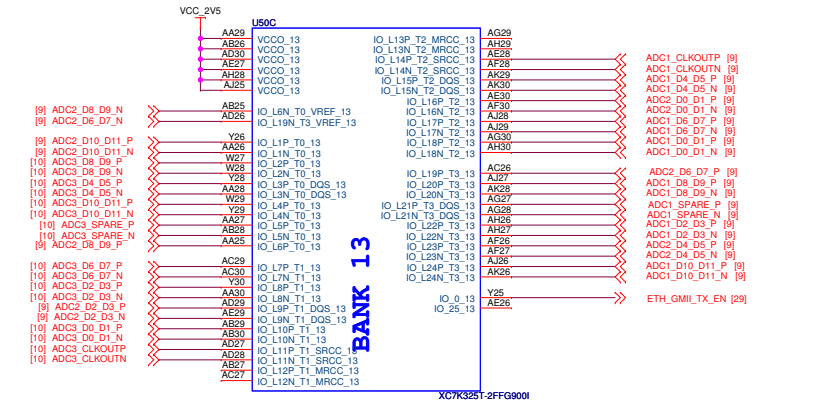 VCC_2V5
U50C
AA29 VCCO_13
AB26 VCCO_13
AD30 VCCO_13
AE27 VCCO_13
AH28 VCCO_13
AJ25 VCCO_13
[9] ADC2_D8_D9_N AB25 IO_L6N_T0_VREF_13
[9] ADC2_D6_D7_N AD26 IO_L19N_T3_VREF_13
[9] ADC2_D10_D11_P Y26 IO_L1P_T0_13
[9] ADC2_D10_D11_N AA26 IO_L1N_T0_13
[10] ADC3_D8_D9_P W27 IO_L2P_T0_13
[10] ADC3_D8_D9_N W28 IO_L2N_T0_13
[10] ADC3_D4_D5_P Y28 IO_L3P_T0_DQS_13
[10] ADC3_D4_D5_N AA28 IO_L3N_T0_DQS_13
[10] ADC3_D10_D11_P W29 IO_L4P_T0_13
[10] ADC3_D10_D11_N Y29 IO_L4N_T0_13
[10] ADC3_SPARE_P AA27 IO_L5P_T0_13
[10] ADC3_SPARE_N AB28 IO_L5N_T0_13
[9] ADC2_D8_D9_P AA25 IO_L6P_T0_13
[10] ADC3_D6_D7_P AC29 IO_L7P_T1_13
[10] ADC3_D6_D7_N AC30 IO_L7N_T1_13
[10] ADC3_D2_D3_P Y30 IO_L8P_T1_13
[10] ADC3_D2_D3_N AA30 IO_L8N_T1_13
[9] ADC2_D2_D3_P AD29 IO_L9P_T1_DQS_13
[9] ADC2_D2_D3_N AE29 IO_L9N_T1_DQS_13
[10] ADC3_D0_D1_P AB29 IO_L10P_T1_13
[10] ADC3_D0_D1_N AB30 IO_L10N_T1_13
[10] ADC3_CLKOUTP AD27 IO_L11P_T1_SRCC_13
[10] ADC3_CLKOUTN AD28 IO_L11N_T1_SRCC_13
AB27 IO_L12P_T1_MRCC_13
AC27 IO_L12N_T1_MRCC_13
BANK 13
IO_L13P_T2_MRCC_13 AG29
IO_L13N_T2_MRCC_13 AH29
IO_L14P_T2_SRCC_13 AE28 ADC1_CLKOUTP [9]
IO_L14N_T2_SRCC_13 AF28 ADC1_CLKOUTN [9]
IO_L15P_T2_DQS_13 AK29 ADC1_D4_D5_P [9]
IO_L15N_T2_DQS_13 AK30 ADC1_D4_D5_N [9]
IO_L16P_T2_13 AE30 ADC2_D0_D1_P [9]
IO_L16N_T2_13 AF30 ADC2_D0_D1_N [9]
IO_L17P_T2_13 AJ28 ADC1_D6_D7_P [9]
IO_L17N_T2_13 AJ29 ADC1_D6_D7_N [9]
IO_L18P_T2_13 AG30 ADC1_D0_D1_P [9]
IO_L18N_T2_13 AH30 ADC1_D0_D1_N [9]
IO_L19P_T3_13 AC26 ADC2_D6_D7_P [9]
IO_L20P_T3_13 AJ27 ADC1_D8_D9_P [9]
IO_L20N_T3_13 AK28 ADC1_D8_D9_N [9]
IO_L21P_T3_DQS_13 AG27 ADC1_SPARE_P [9]
IO_L21N_T3_DQS_13 AG28 ADC1_SPARE_N [9]
IO_L22P_T3_13 AH26 ADC1_D2_D3_P [9]
IO_L22N_T3_13 AH27 ADC1_D2_D3_N [9]
IO_L23P_T3_13 AF26 ADC2_D4_D5_P [9]
IO_L23N_T3_13 AF27 ADC2_D4_D5_N [9]
IO_L24P_T3_13 AJ26 ADC1_D10_D11_P [9]
IO_L24N_T3_13 AK26 ADC1_D10_D11_N [9]
IO_0_13 Y25 ETH_GMII_TX_EN [29]
IO_25_13 AE26
XC7K325T-2FFG900I